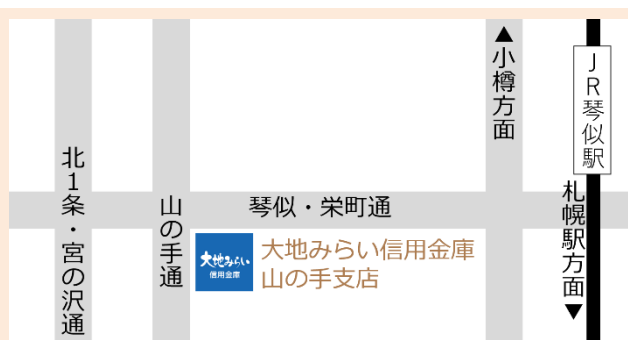 ▲小樽方面
JR琴似駅
北1条・宮の沢通
山の手通
琴似・栄町通
札幌駅方面▼
大地みらい
信用金庫
大地みらい信用金庫
山の手支店